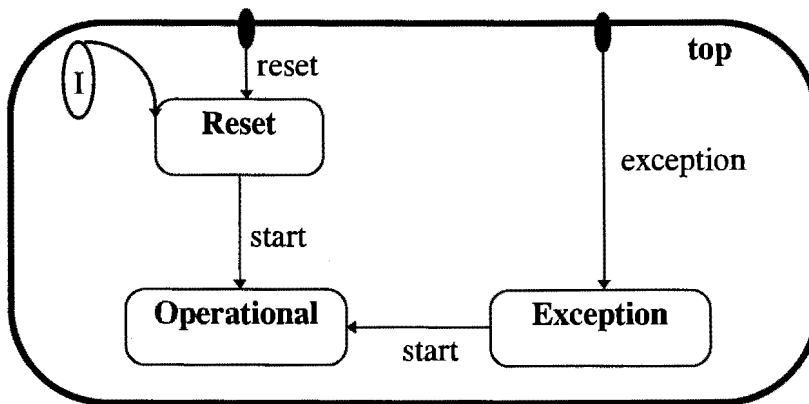 top
I
reset
Reset
exception
start
Operational
Exception
start